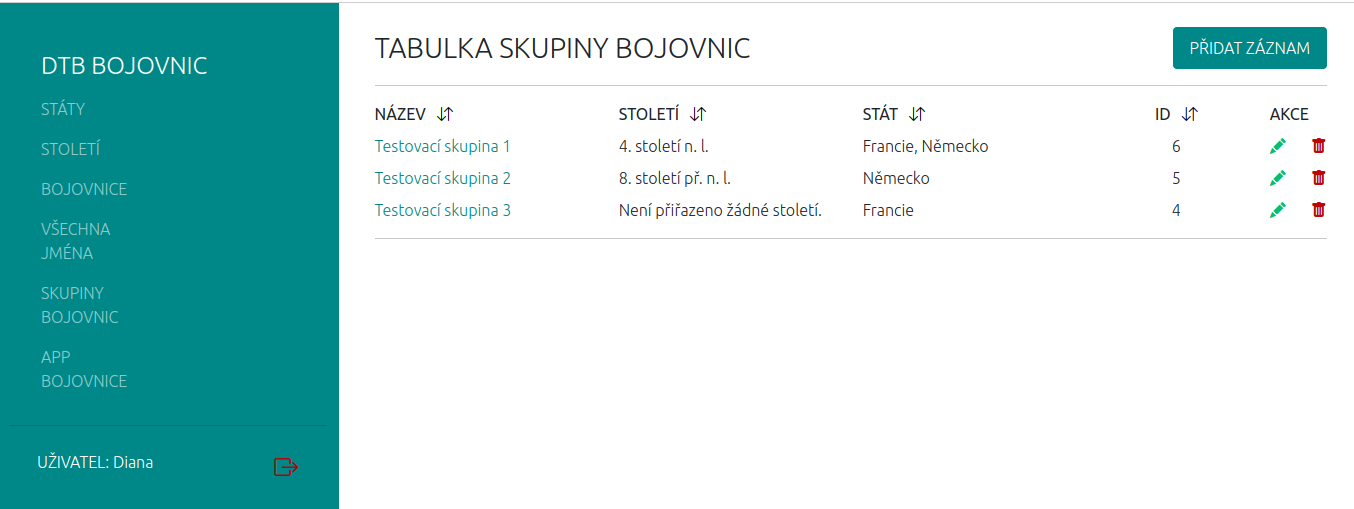 DTB BOJOVNIC
STÁTY
STOLETÍ
BOJOVNICE
VŠECHNA
JMÉNA
SKUPINY
BOJOVNIC
APP
BOJOVNICE
UŽIVATEL: Diana
TABULKA SKUPINY BOJOVNIC
PŘIDAT ZÁZNAM
NÁZEV STOLETÍ STÁT ID AKCE
Testovací skupina 1 4. století n. l. Francie, Německo 6
Testovací skupina 2 8. století př. n. l. Německo 5
Testovací skupina 3 Není přiřazeno žádné století. Francie 4